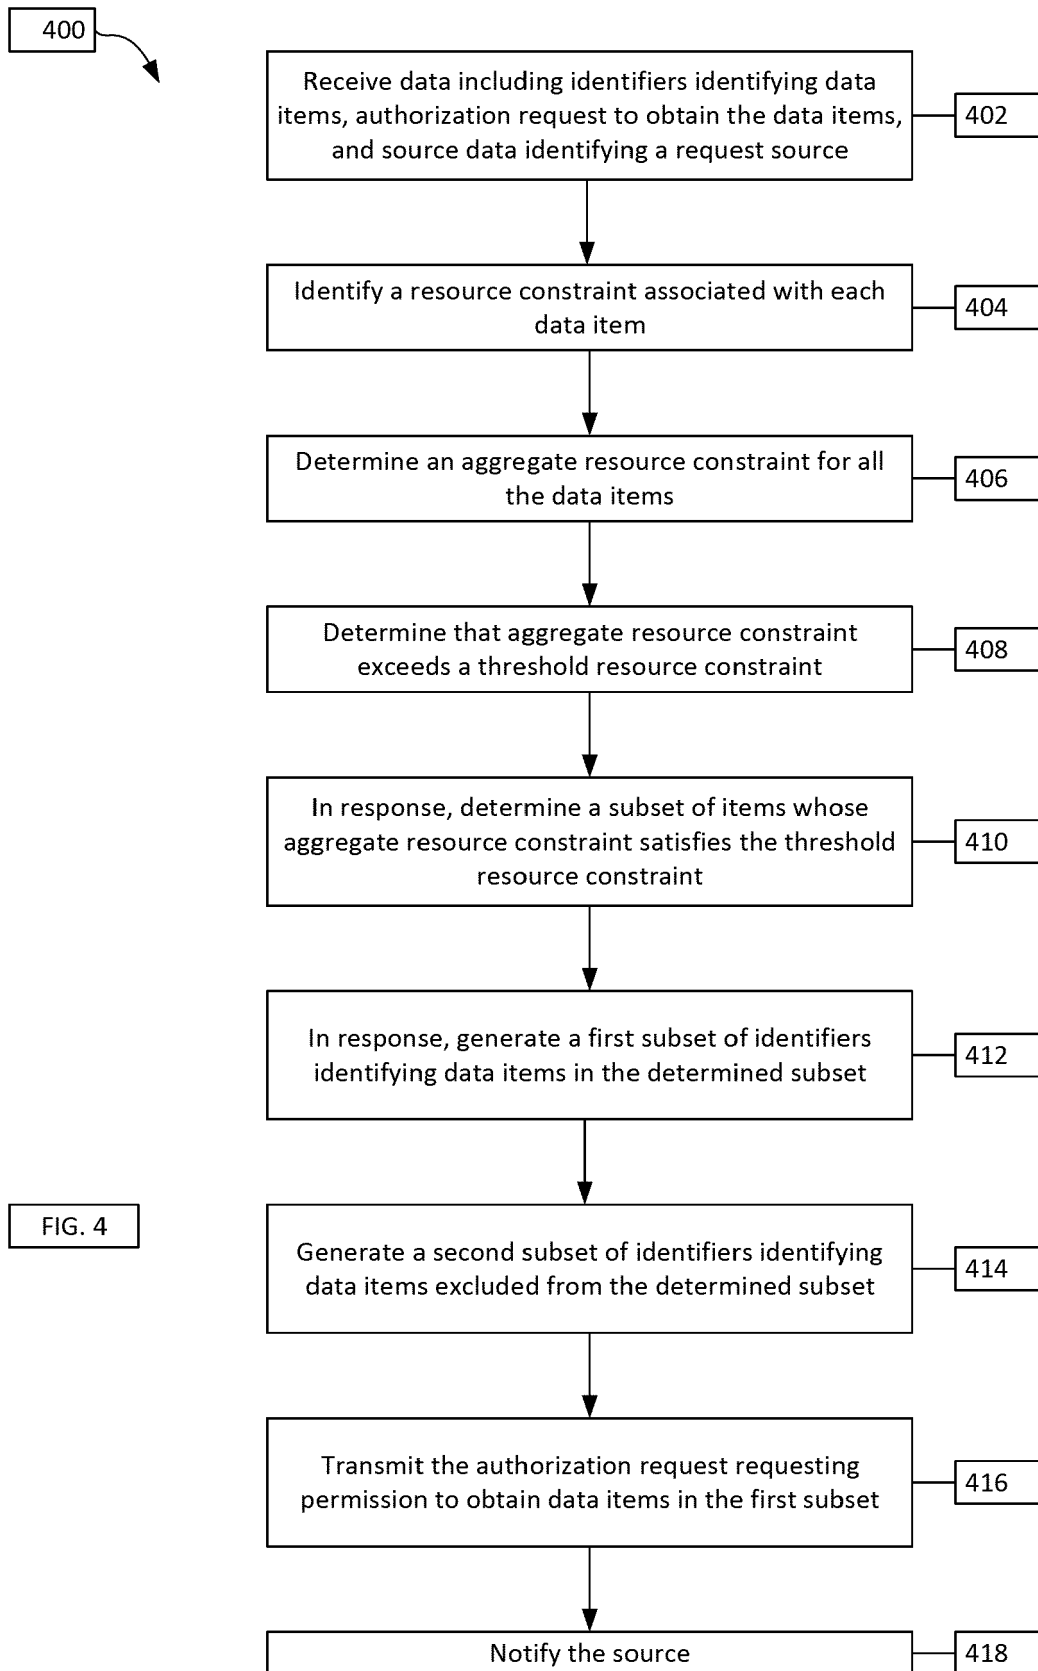 400
Receive data including identifiers identifying data
items, authorization request to obtain the data items,
and source data identifying a request source
402
Identify a resource constraint associated with each
data item
404
Determine an aggregate resource constraint for all
the data items
406
Determine that aggregate resource constraint
exceeds a threshold resource constraint
408
In response, determine a subset of items whose
aggregate resource constraint satisfies the threshold
resource constraint
410
In response, generate a first subset of identifiers
identifying data items in the determined subset
412
FIG. 4
Generate a second subset of identifiers identifying
data items excluded from the determined subset
414
Transmit the authorization request requesting
permission to obtain data items in the first subset
416
Notify the source
418